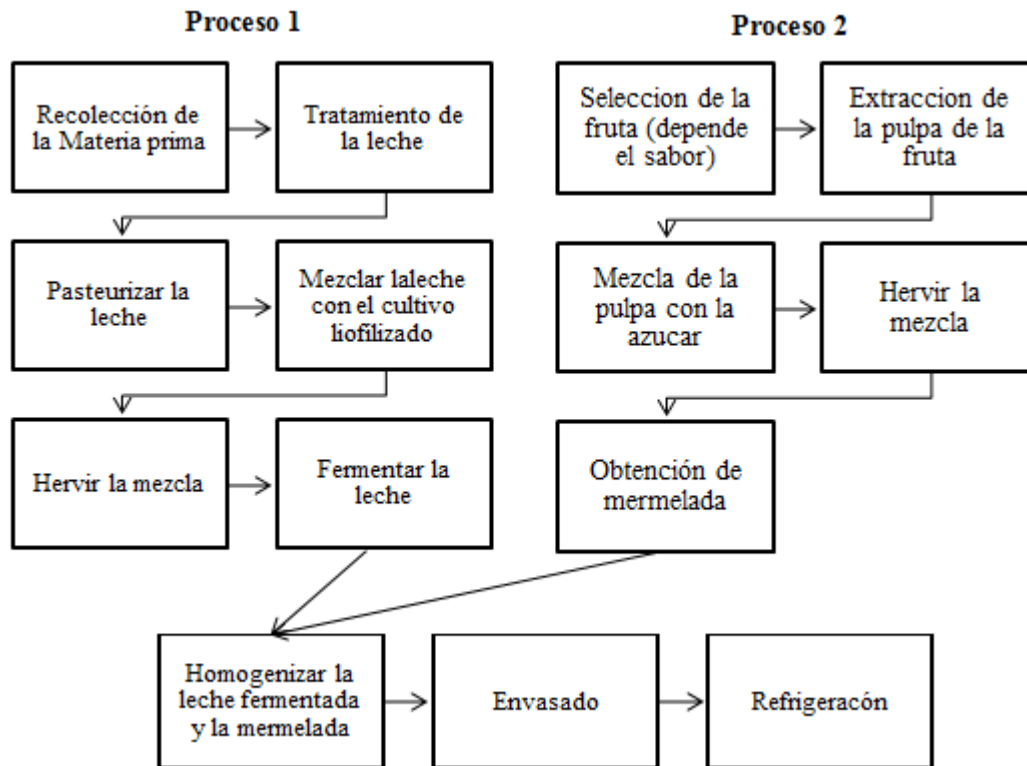 Proceso 1
Recolección de
la Materia prima
Tratamiento de
la leche
Pasteurizar la
leche
Mezclar laleche
con el cultivo
liofilizado
Hervir la mezcla
Fermentar la
leche
Proceso 2
Seleccion de la
fruta (depende
el sabor)
Extraccion de
la pulpa de la
fruta
Mezcla de la
pulpa con la
azucar
Hervir la
mezcla
Obtención de
mermelada
Homogenizar la
leche fermentada
y la mermelada
Envasado
Refrigeracón